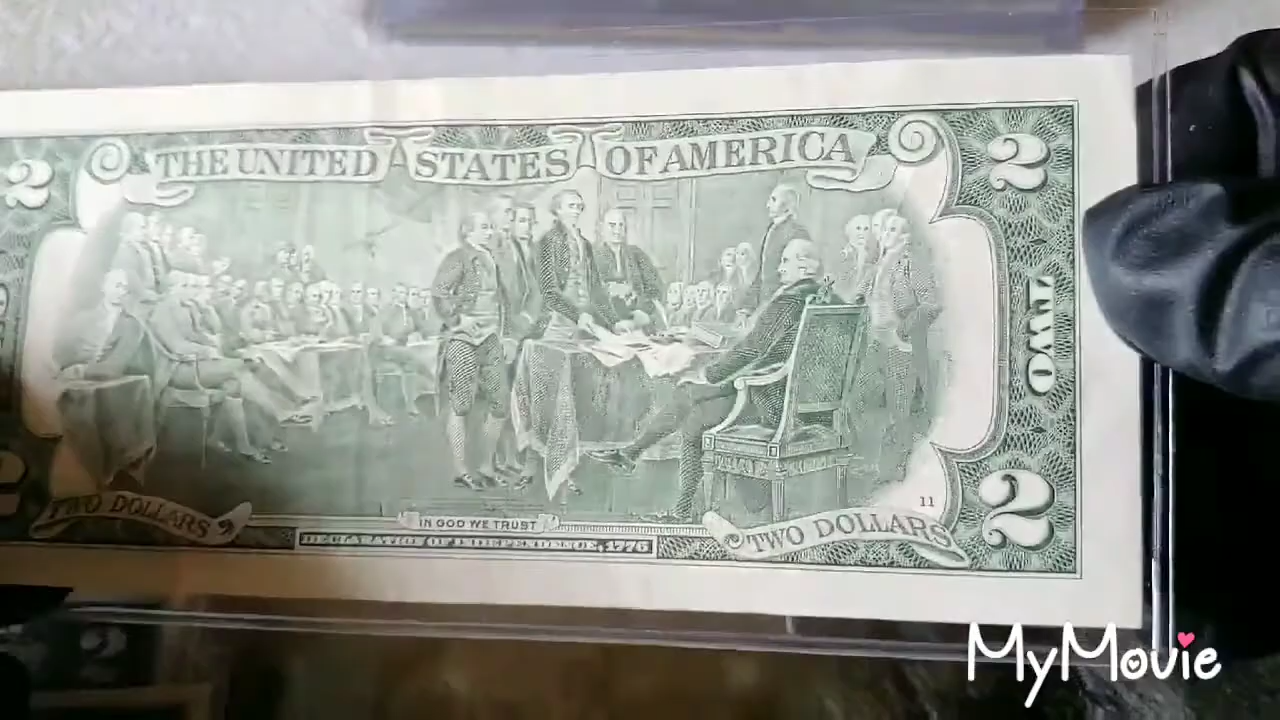 THE UNITED STATES OF AMERICA
2
2
TWO
TWO DOLLARS
IN GOD WE TRUST
DECLARATION OF INDEPENDENCE, 1776
11
TWO DOLLARS
2
2
MyMovie